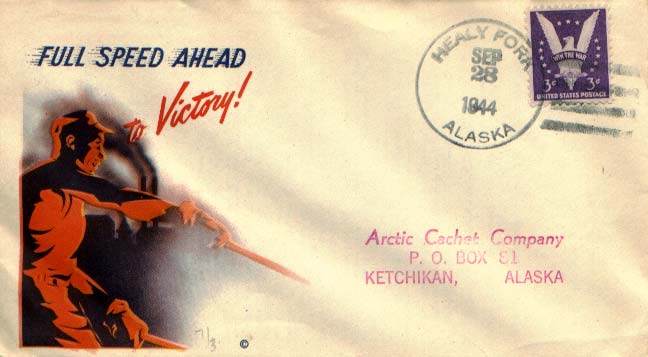 FULL SPEED AHEAD
to Victory!
HEALY FORK
SEP
28
1944
ALASKA
WIN THE WAR
3¢ 3¢
UNITED STATES POSTAGE
Arctic Cachet Company
P. O. BOX 81
KETCHIKAN, ALASKA
©